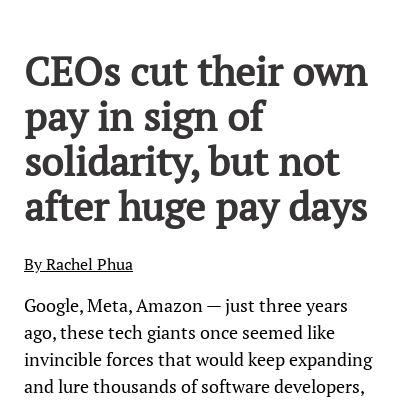 CEOs cut their own
pay in sign of
solidarity, but not
after huge pay days
By Rachel Phua
Google, Meta, Amazon — just three years
ago, these tech giants once seemed like
invincible forces that would keep expanding
and lure thousands of software developers,